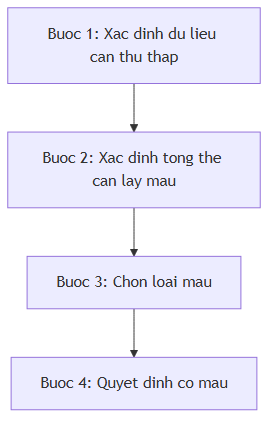 Buoc 1: Xac dinh du lieu
can thu thap
Buoc 2: Xac dinh tong the
can lay mau
Buoc 3: Chon loai mau
Buoc 4: Quyet dinh co mau